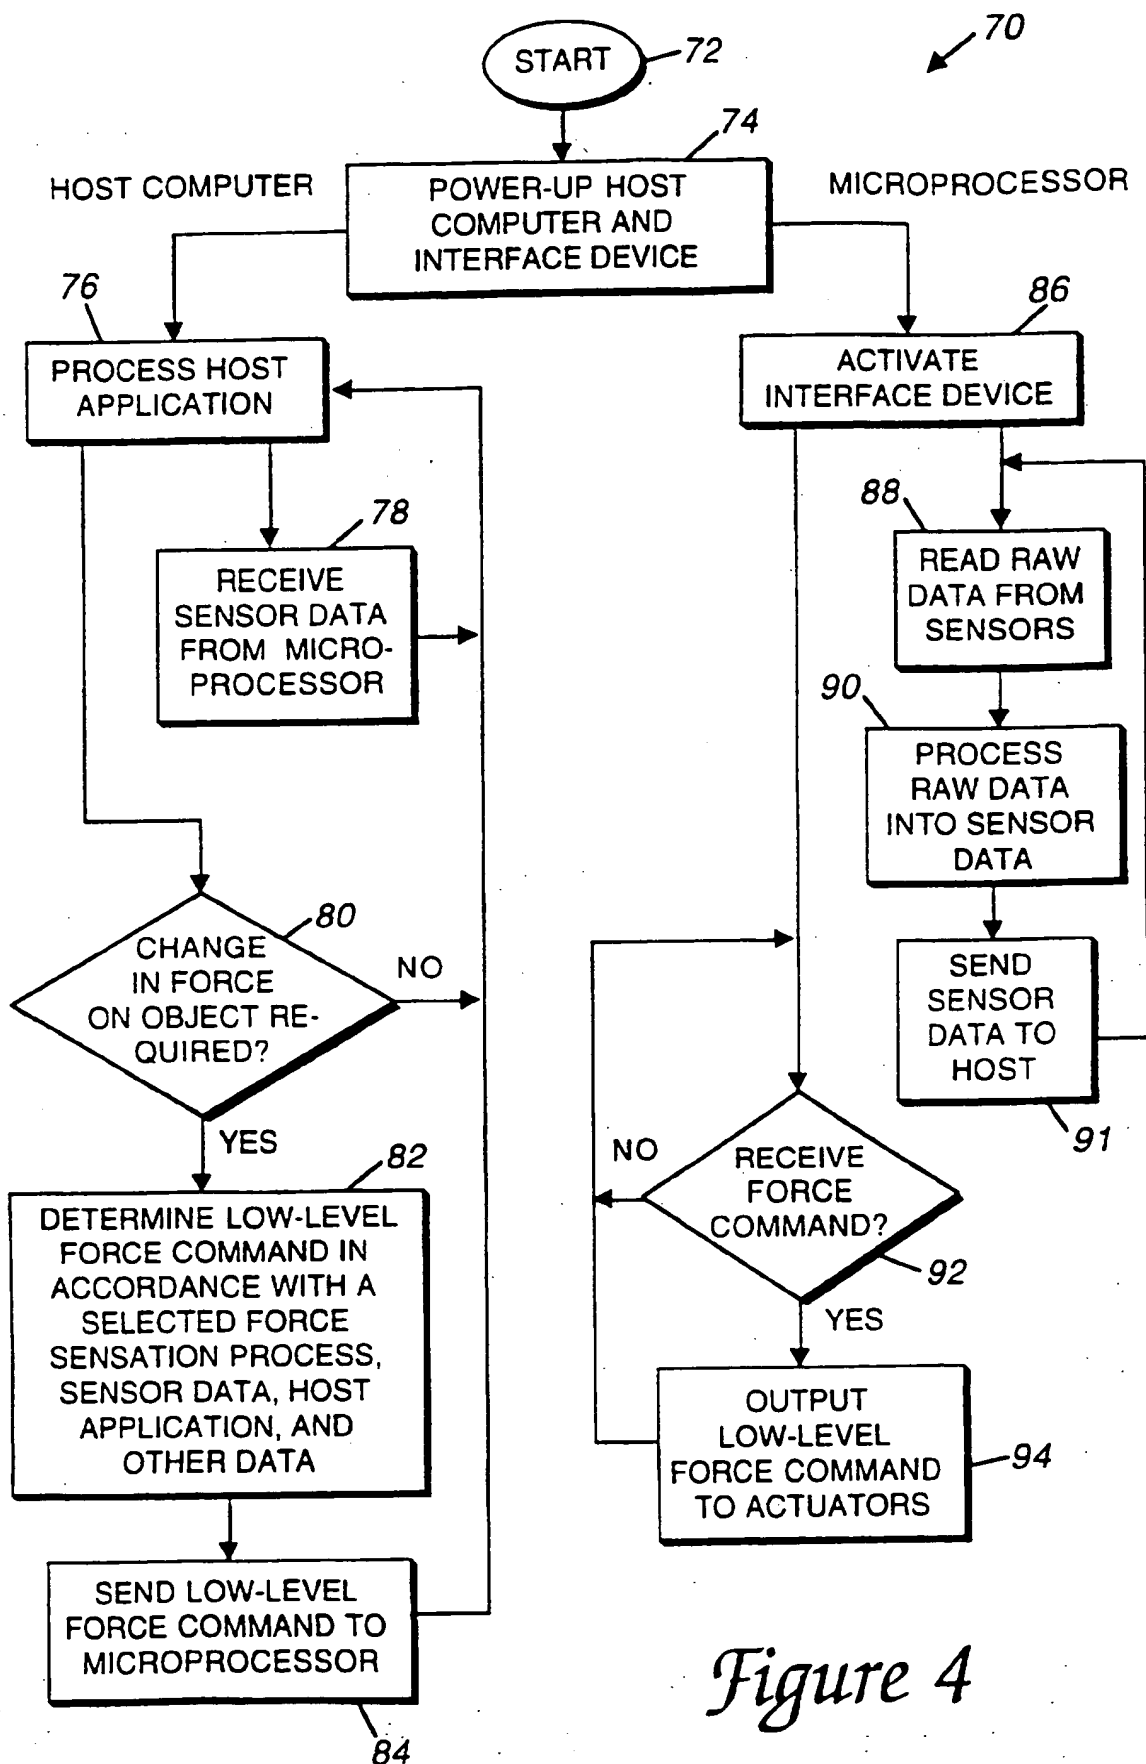 70
START
72
74
HOST COMPUTER
POWER-UP HOST
COMPUTER AND
INTERFACE DEVICE
MICROPROCESSOR
76
PROCESS HOST
APPLICATION
78
RECEIVE
SENSOR DATA
FROM MICRO-
PROCESSOR
80
CHANGE
IN FORCE
ON OBJECT RE-
QUIRED?
NO
YES
82
DETERMINE LOW-LEVEL
FORCE COMMAND IN
ACCORDANCE WITH A
SELECTED FORCE
SENSATION PROCESS,
SENSOR DATA, HOST
APPLICATION, AND
OTHER DATA
SEND LOW-LEVEL
FORCE COMMAND TO
MICROPROCESSOR
84
86
ACTIVATE
INTERFACE DEVICE
88
READ RAW
DATA FROM
SENSORS
90
PROCESS
RAW DATA
INTO SENSOR
DATA
SEND
SENSOR
DATA TO
HOST
91
NO
RECEIVE
FORCE
COMMAND?
92
YES
OUTPUT
LOW-LEVEL
FORCE COMMAND
TO ACTUATORS
94
Figure 4